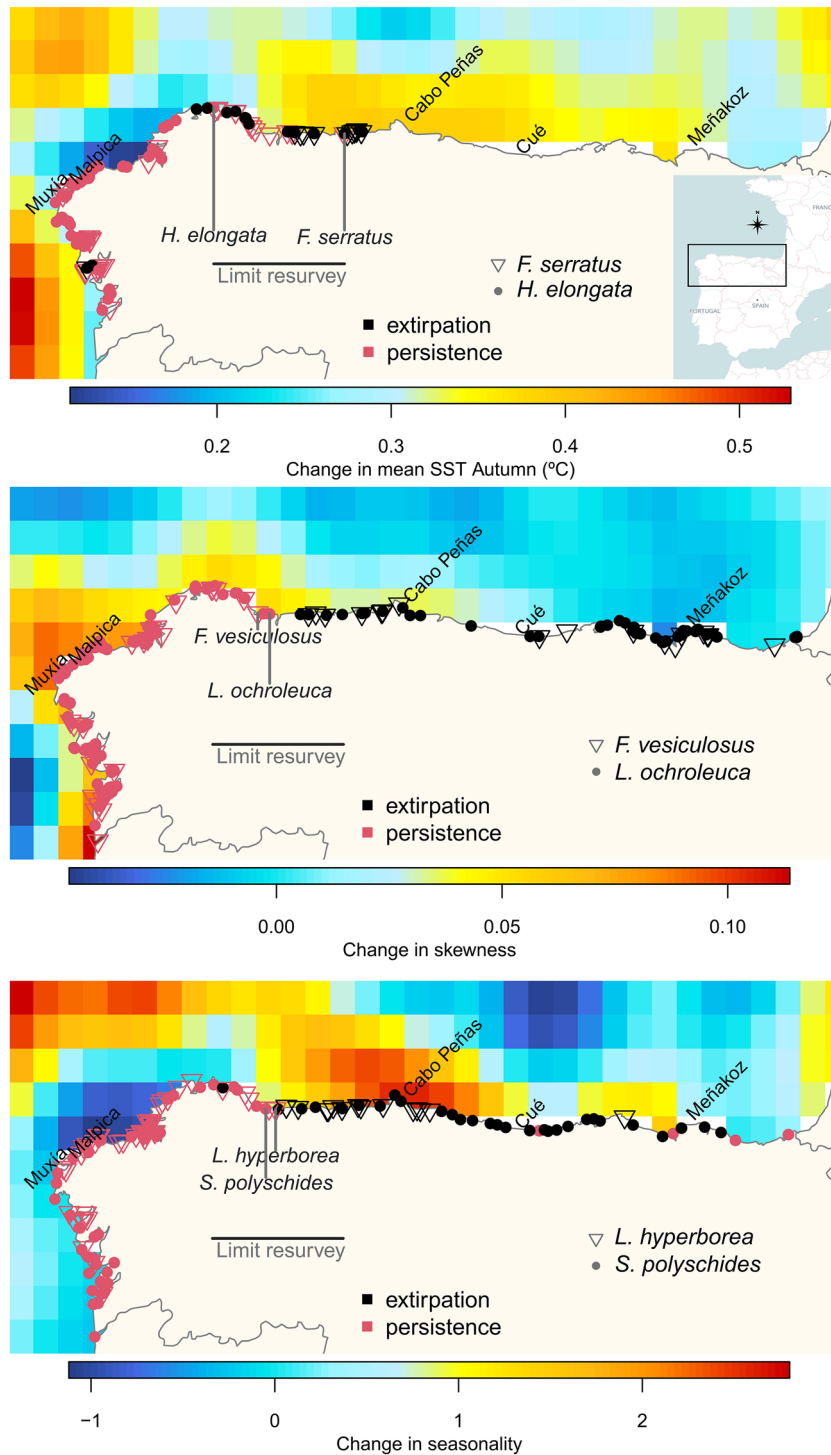 Cabo Peñas
Meñakoz
Cué
Malpica
Muxía
H. elongata
F. serratus
Limit resurvey
F. serratus
H. elongata
extirpation
persistence
N
FRANC
PORTUGAL
SPAIN
0.2 0.3 0.4 0.5
Change in mean SST Autumn (ºC)
Cabo Peñas
Meñakoz
Cué
Malpica
Muxía
F. vesiculosus
L. ochroleuca
Limit resurvey
F. vesiculosus
L. ochroleuca
extirpation
persistence
0.00 0.05 0.10
Change in skewness
Cabo Peñas
Meñakoz
Cué
Malpica
Muxía
L. hyperborea
S. polyschides
Limit resurvey
L. hyperborea
S. polyschides
extirpation
persistence
−1 0 1 2
Change in seasonality